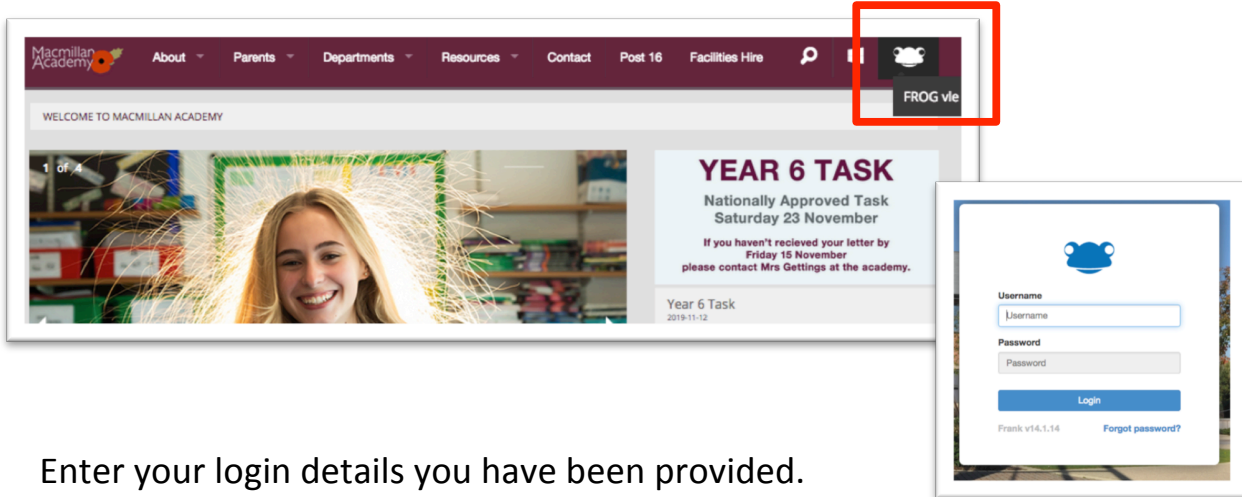 Macmillan
Academy
About
Parents
Departments
Resources
Contact
Post 16
Facilities Hire
FROG vle
WELCOME TO MACMILLAN ACADEMY
1 of 4
YEAR 6 TASK
Nationally Approved Task
Saturday 23 November
If you haven't recieved your letter by
Friday 15 November
please contact Mrs Gettings at the academy.
Year 6 Task
2019-11-12
Username
Username
Password
Password
Login
Frank v14.1.14 Forgot password?
Enter your login details you have been provided.